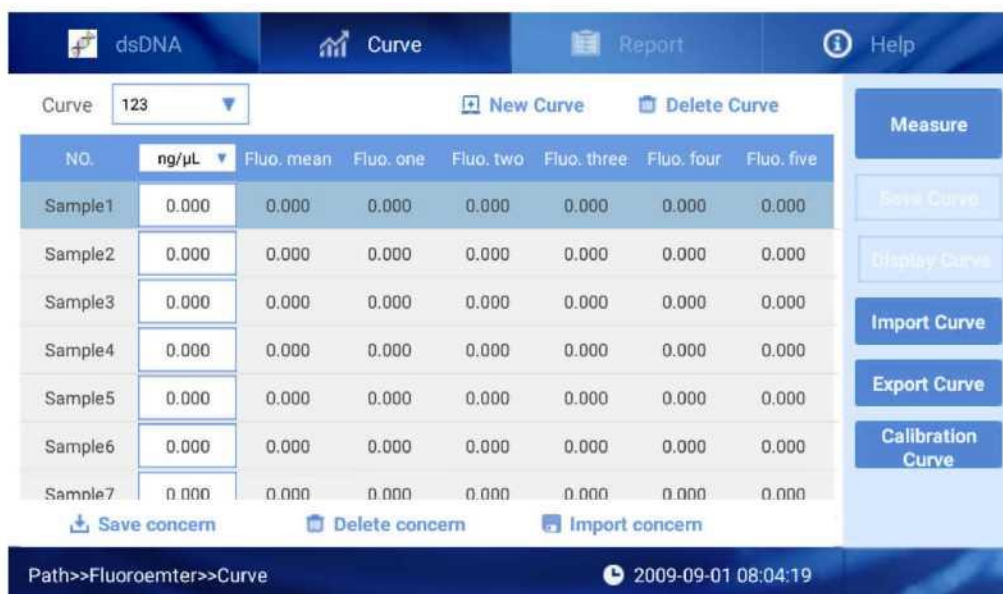 dsDNA Curve Report Help
Curve 123 New Curve Delete Curve
Measure
NO. ng/μL Fluo. mean Fluo. one Fluo. two Fluo. three Fluo. four Fluo. five
Sample1 0.000 0.000 0.000 0.000 0.000 0.000 0.000
Save Curve
Sample2 0.000 0.000 0.000 0.000 0.000 0.000 0.000
Display Curve
Sample3 0.000 0.000 0.000 0.000 0.000 0.000 0.000
Import Curve
Sample4 0.000 0.000 0.000 0.000 0.000 0.000 0.000
Sample5 0.000 0.000 0.000 0.000 0.000 0.000 0.000
Export Curve
Sample6 0.000 0.000 0.000 0.000 0.000 0.000 0.000
Calibration
Curve
Sample7 0.000 0.000 0.000 0.000 0.000 0.000 0.000
Save concern Delete concern Import concern
Path>>Fluoroemter>>Curve 2009-09-01 08:04:19